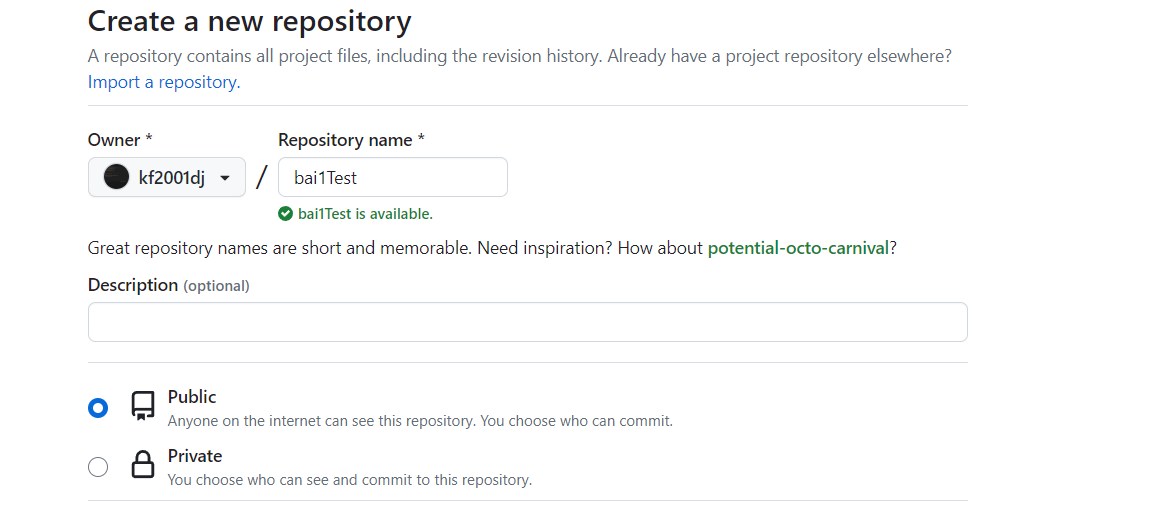 Create a new repository
A repository contains all project files, including the revision history. Already have a project repository elsewhere?
Import a repository.
Owner * Repository name *
kf2001dj / bai1Test
bai1Test is available.
Great repository names are short and memorable. Need inspiration? How about potential-octo-carnival?
Description (optional)
Public
Anyone on the internet can see this repository. You choose who can commit.
Private
You choose who can see and commit to this repository.